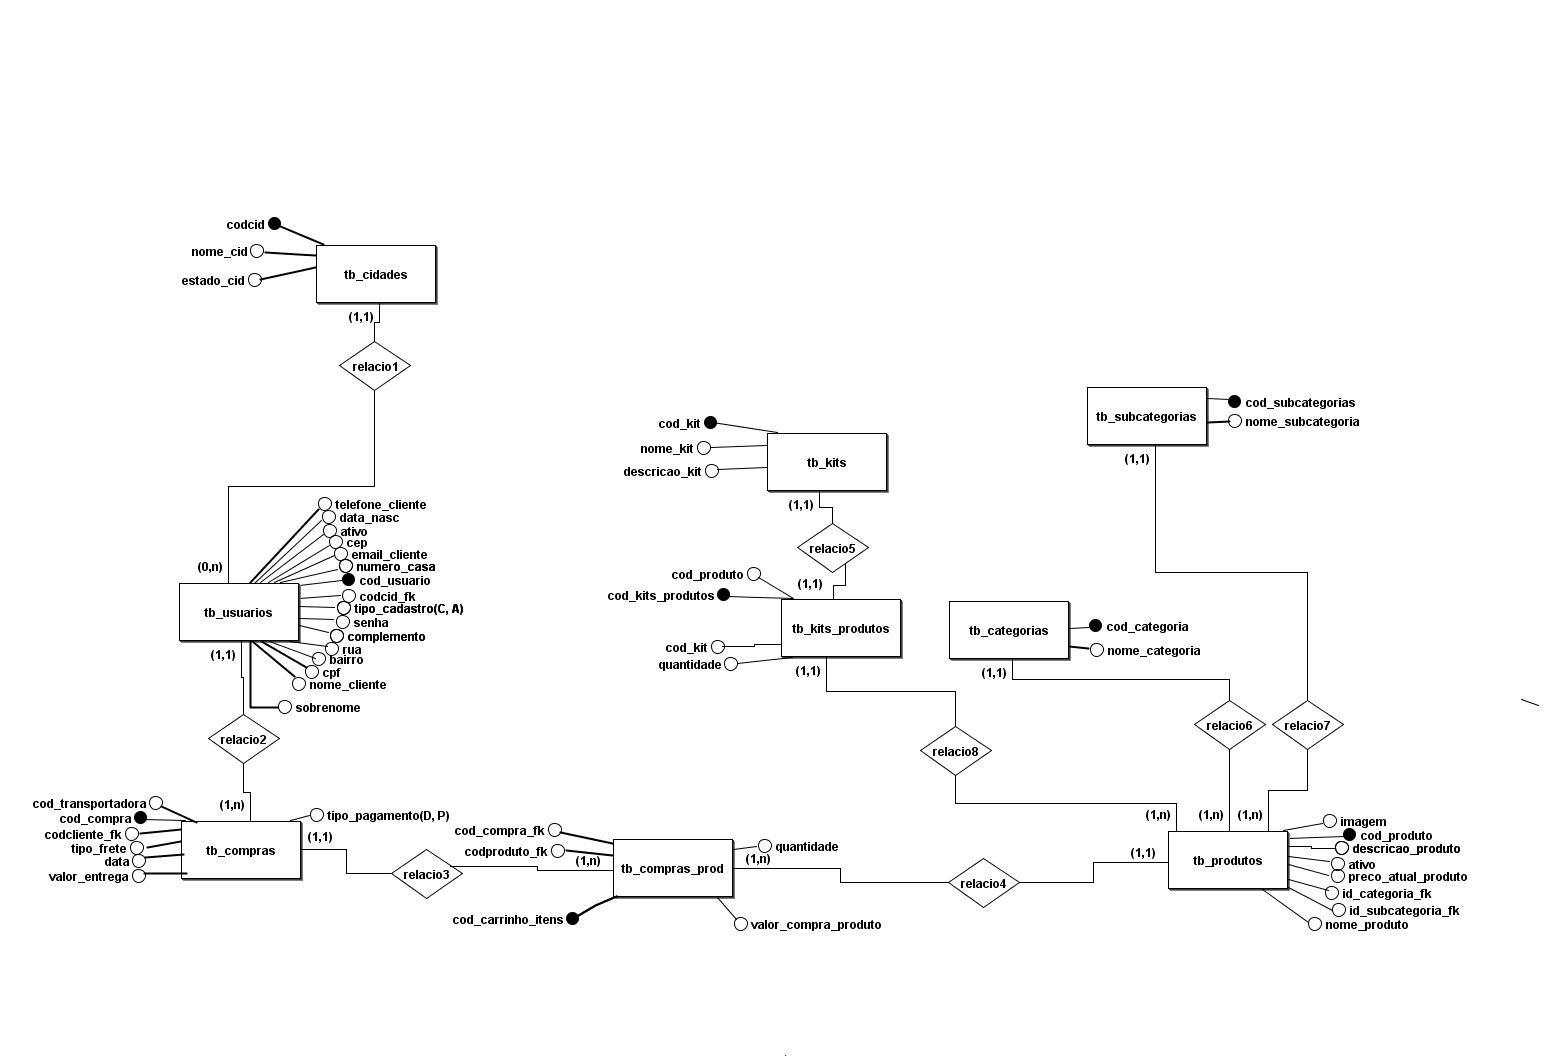 codcid
nome_cid
estado_cid
tb_cidades
(1,1)
relacio1
cod_kit
nome_kit
descricao_kit
tb_kits
(1,1)
relacio5
tb_subcategorias
cod_subcategorias
nome_subcategoria
(1,1)
telefone_cliente
data_nasc
ativo
cep
email_cliente
numero_casa
cod_usuario
codcid_fk
tipo_cadastro(C, A)
senha
complemento
rua
bairro
cpf
nome_cliente
sobrenome
(0,n)
tb_usuarios
(1,1)
relacio2
cod_produto
(1,1)
cod_kits_produtos
tb_kits_produtos
cod_kit
quantidade
(1,1)
relacio8
tb_categorias
cod_categoria
nome_categoria
(1,1)
relacio6
relacio7
cod_transportadora
cod_compra
codcliente_fk
tipo_frete
data
valor_entrega
(1,n)
tipo_pagamento(D, P)
tb_compras
(1,1)
relacio3
cod_compra_fk
codproduto_fk
(1,n)
tb_compras_prod
quantidade
(1,n)
cod_carrinho_itens
valor_compra_produto
relacio4
(1,n)
(1,n)
(1,n)
(1,1)
tb_produtos
imagem
cod_produto
descricao_produto
ativo
preco_atual_produto
id_categoria_fk
id_subcategoria_fk
nome_produto